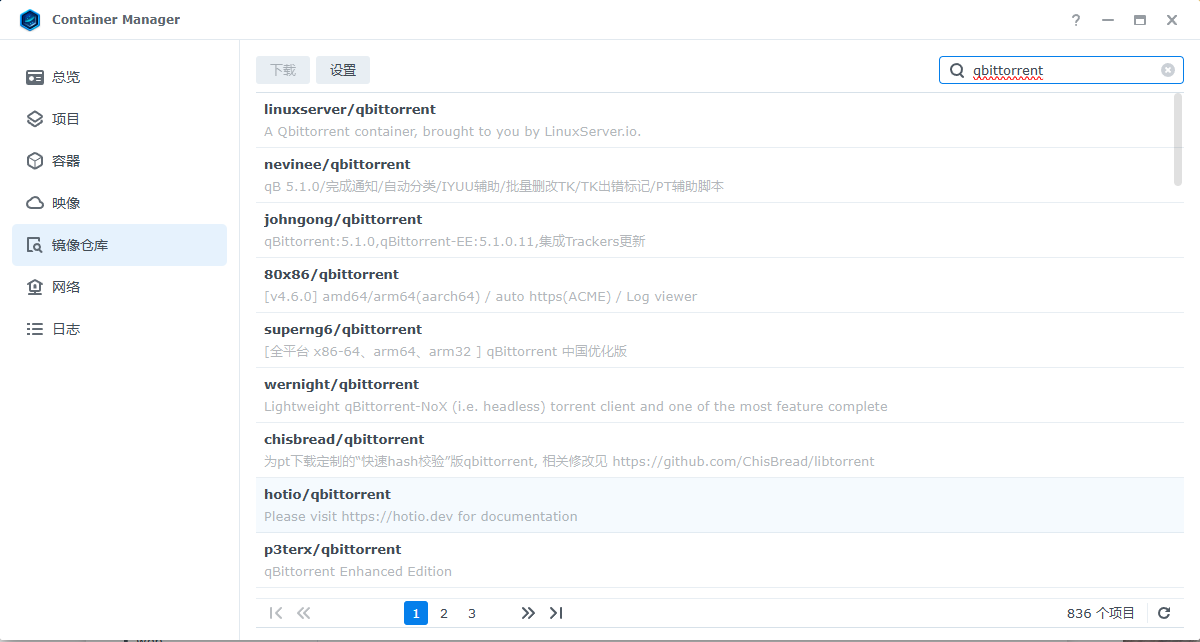 Container Manager
?
总览
项目
容器
映像
镜像仓库
网络
日志
下载 设置 qbittorrent
linuxserver/qbittorrent
A Qbittorrent container, brought to you by LinuxServer.io.
nevinee/qbittorrent
qB 5.1.0/完成通知/自动分类/IYUU辅助/批量删改TK/TK出错标记/PT辅助脚本
johngong/qbittorrent
qBittorrent:5.1.0,qBittorrent-EE:5.1.0.11,集成Trackers更新
80x86/qbittorrent
[v4.6.0] amd64/arm64(aarch64) / auto https(ACME) / Log viewer
superng6/qbittorrent
[全平台 x86-64、arm64、arm32 ] qBittorrent 中国优化版
wernight/qbittorrent
Lightweight qBittorrent-NoX (i.e. headless) torrent client and one of the most feature complete
chisbread/qbittorrent
为pt下载定制的“快速hash校验”版qbittorrent, 相关修改见 https://github.com/ChisBread/libtorrent
hotio/qbittorrent
Please visit https://hotio.dev for documentation
p3terx/qbittorrent
qBittorrent Enhanced Edition
1 2 3 836 个项目